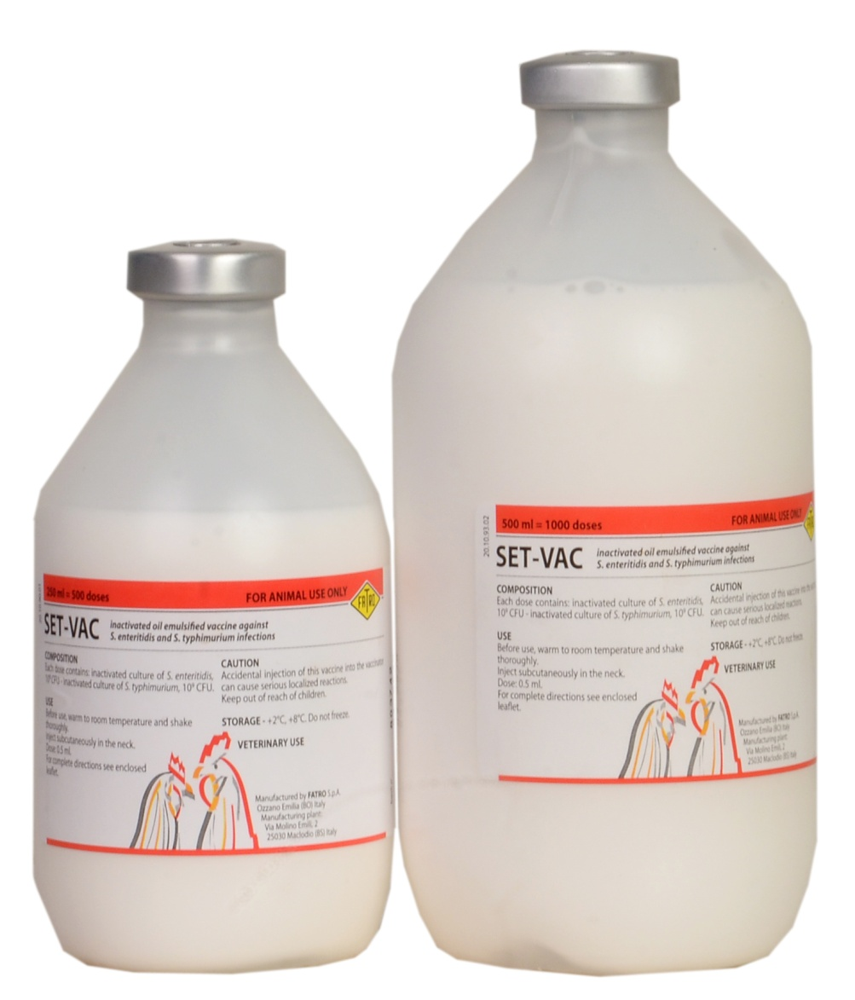 250 ml = 500 doses
FOR ANIMAL USE ONLY
FATRO
SET-VAC
inactivated oil emulsified vaccine against
S. enteritidis and S. typhimurium infections
COMPOSITION
Each dose contains: inactivated culture of S. enteritidis,
CFU - inactivated culture of S. typhimurium, CFU.
USE
Before use, warm to room temperature and shake
thoroughly.
Inject subcutaneously in the neck.
Dose: 0.5 ml.
For complete directions see enclosed
leaflet.
CAUTION
Accidental injection of this vaccine into the
can cause serious localized reactions.
Keep out of reach of children.
STORAGE - +2°C, +8°C. Do not freeze.
VETERINARY USE
Manufactured by FATRO S.p.A.
Ozzano Emilia (BO) Italy
Manufacturing plant:
Via Molino Emili, 2
25030 Maclodio (BS) Italy
20.10.93.02
500 ml = 1000 doses
FOR ANIMAL USE ONLY
SET-VAC
inactivated oil emulsified vaccine against
S. enteritidis and S. typhimurium infections
COMPOSITION
Each dose contains: inactivated culture of S. enteritidis,
CFU - inactivated culture of S. typhimurium, CFU.
USE
Before use, warm to room temperature and shake
thoroughly.
Inject subcutaneously in the neck.
Dose: 0.5 ml.
For complete directions see enclosed
leaflet.
CAUTION
Accidental injection of this vaccine into the
can cause serious localized reactions.
Keep out of reach of children.
STORAGE - +2°C, +8°C. Do not freeze.
VETERINARY USE
Manufactured by FATRO S.p.A.
Ozzano Emilia (BO) Italy
Manufacturing plant:
Via Molino Emili, 2
25030 Maclodio (BS) Italy